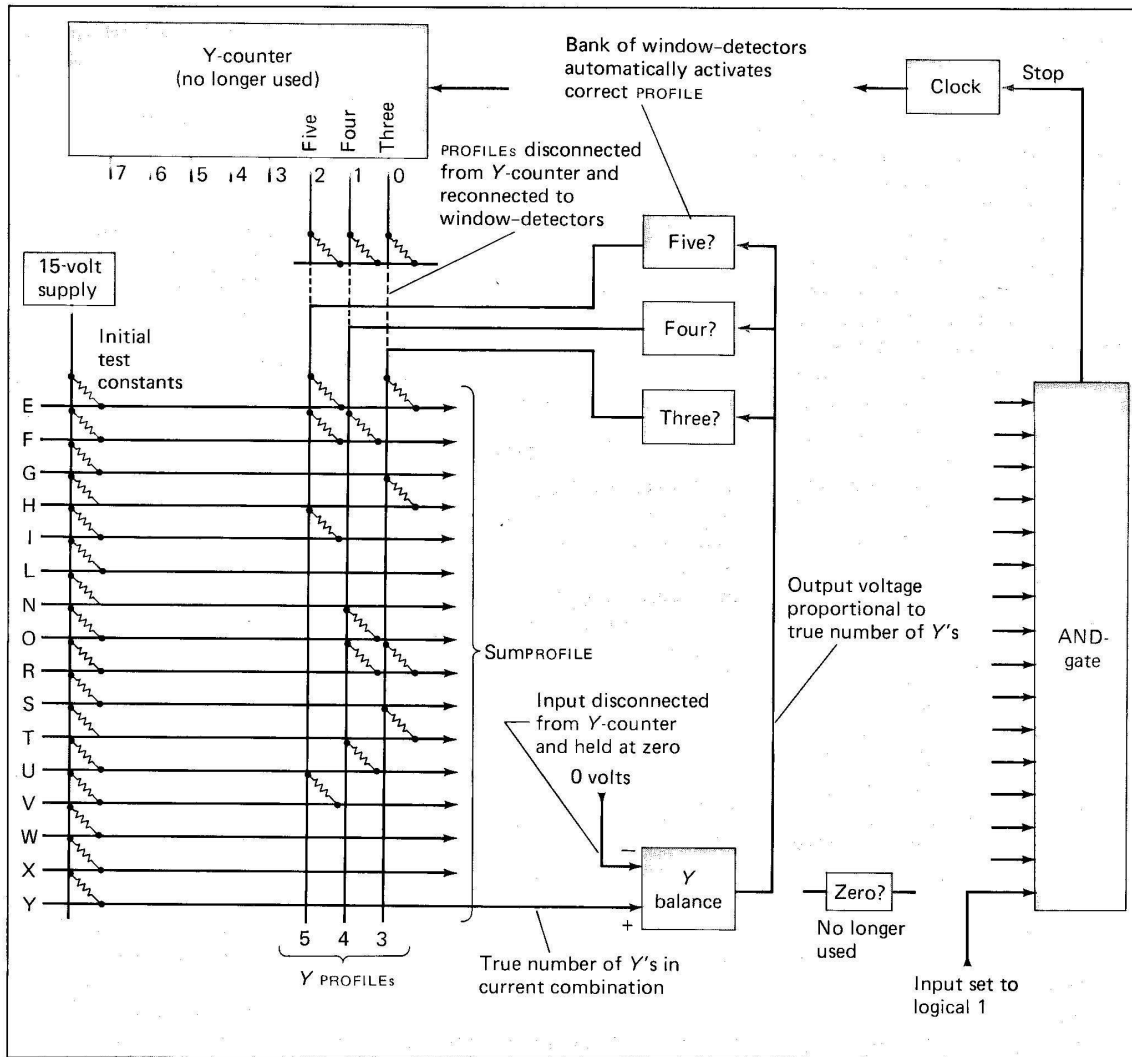 Y-counter
(no longer used)
Five
Four
Three
7 6 5 4 3 2 1 0
Bank of window-detectors
automatically activates
correct PROFILE
Clock
Stop
PROFILEs disconnected
from Y-counter and
reconnected to
window-detectors
15-volt
supply
Initial
test
constants
Five?
Four?
Three?
E
F
G
H
I
L
N
O
R
S
T
U
V
W
X
Y
SumPROFILE
Output voltage
proportional to
true number of Y's
AND-
gate
Input disconnected
from Y-counter
and held at zero
0 volts
−
+
Y
balance
Zero?
No longer
used
5 4 3
Y PROFILEs
True number of Y's in
current combination
Input set to
logical 1